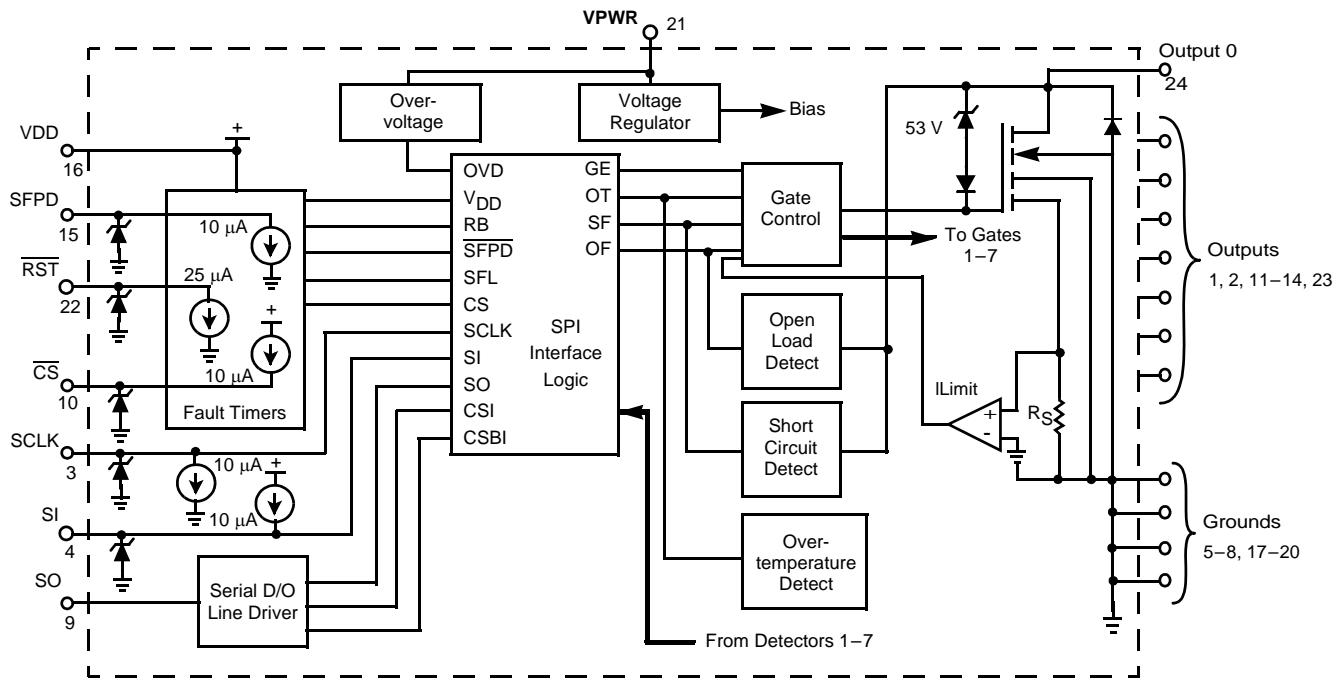 VPWR
21
Output 0
24
Over-
voltage
Voltage
Regulator
Bias
53 V
VDD
16
+
SFPD
15
10 μA
RST
22
25 μA
+
CS
10
10 μA
Fault Timers
SCLK
3
10 μA
+
SI
4
10 μA
SO
9
Serial D/O
Line Driver
OVD
VDD
RB
SFPD
SFL
CS
SCLK
SI
SO
CSI
CSBI
SPI
Interface
Logic
GE
OT
SF
OF
Gate
Control
To Gates
1–7
Open
Load
Detect
Short
Circuit
Detect
Over-
temperature
Detect
From Detectors 1–7
ILimit
+
-
RS
Outputs
1, 2, 11–14, 23
Grounds
5–8, 17–20